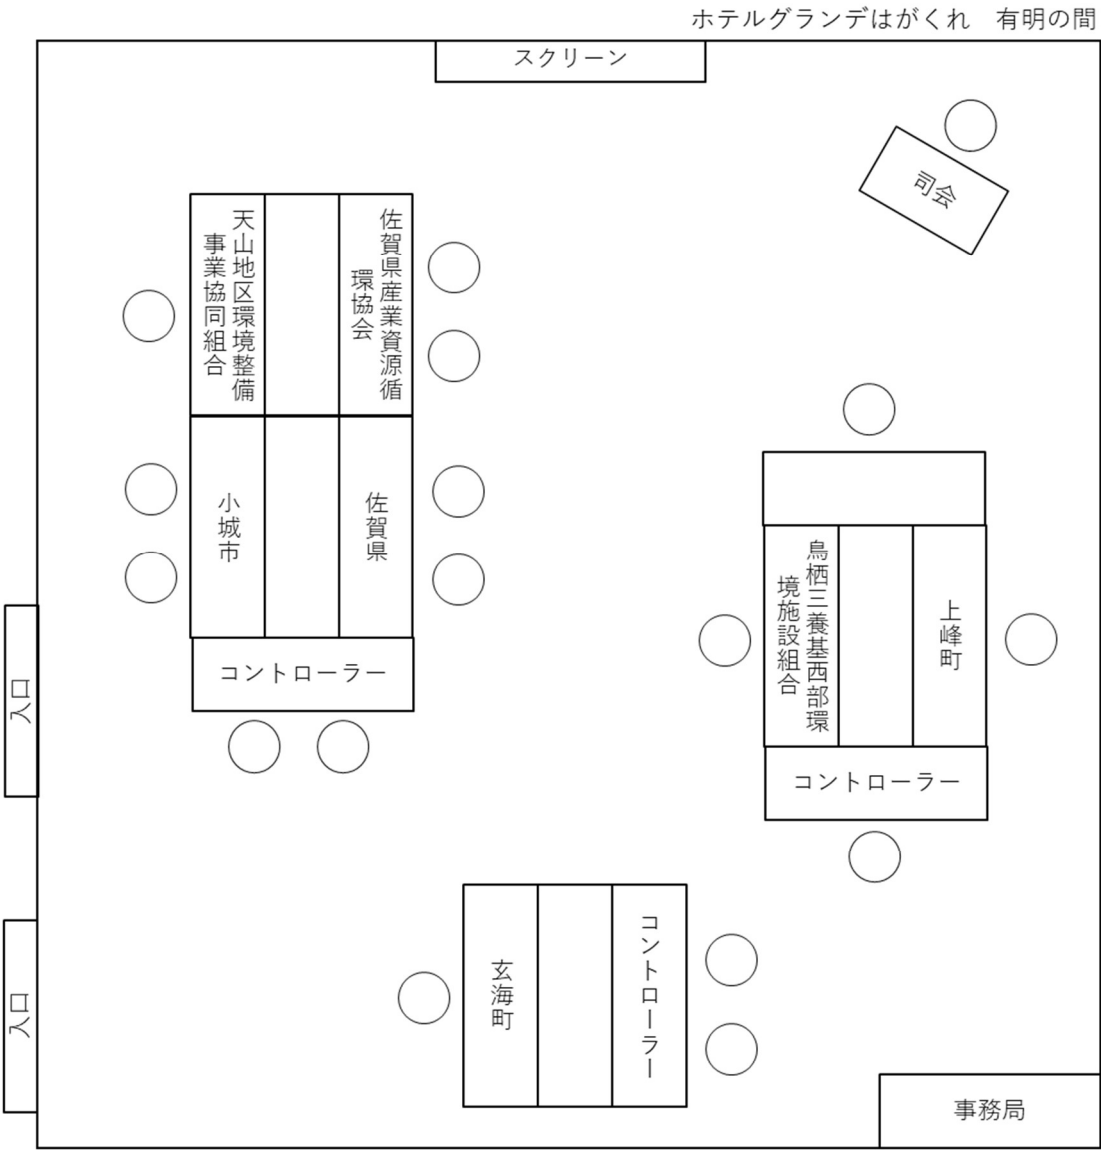 ホテルグランデはがくれ　有明の間
スクリーン
司会
天山地区環境整備
事業協同組合
佐賀県産業資源循
環協会
小城市
佐賀県
コントローラー
鳥栖三養基西部環
境施設組合
上峰町
コントローラー
入口
玄海町
コントローラー
入口
事務局